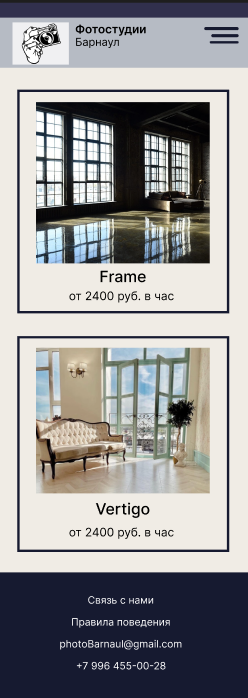 Фотостудии
Барнаул
Frame
от 2400 руб. в час
Vertigo
от 2400 руб. в час
Связь с нами
Правила поведения
photoBarnaul@gmail.com
+7 996 455-00-28